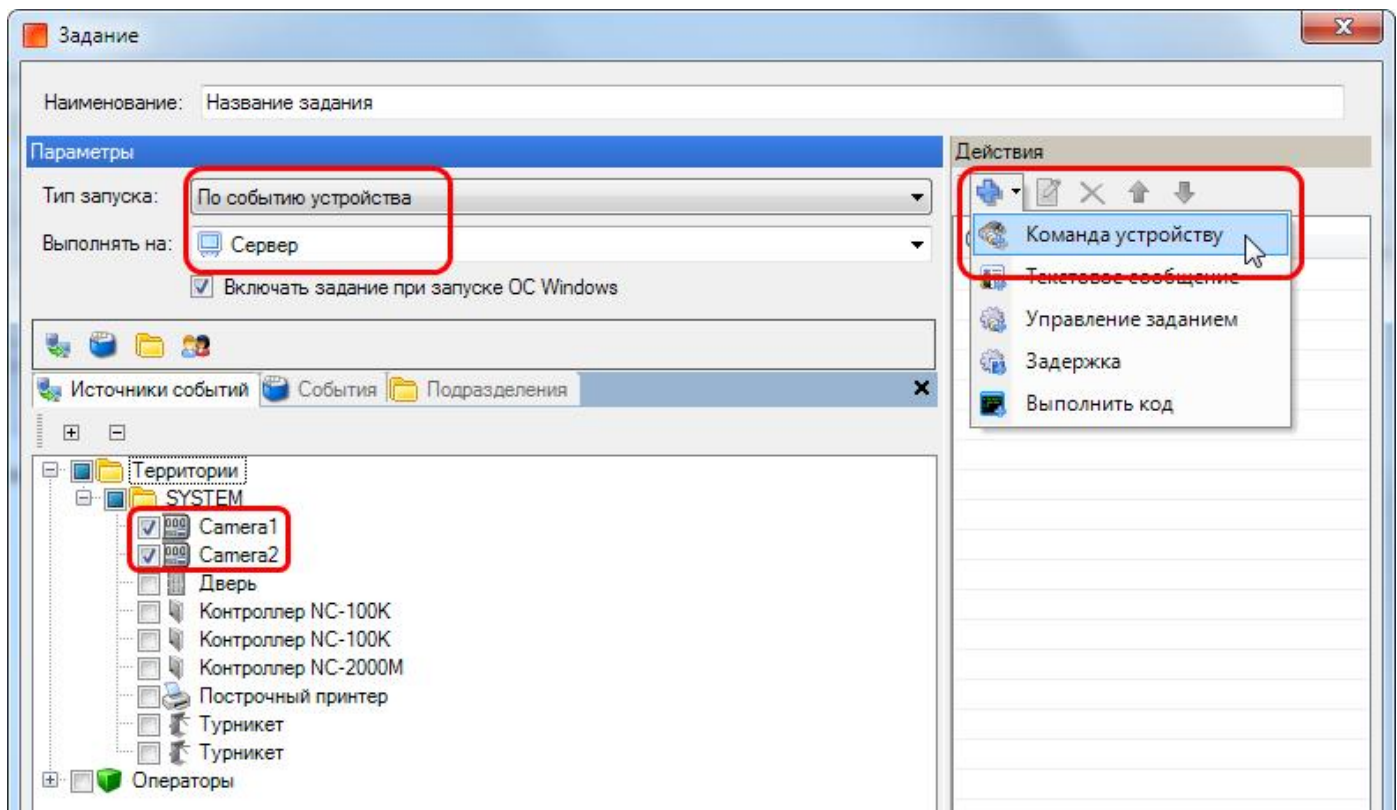 Задание
Наименование: Название задания
Параметры
Тип запуска: По событию устройства
Выполнять на: Сервер
Включать задание при запуске ОС Windows
Источники событий События Подразделения
Территории
SYSTEM
Camera1
Camera2
Дверь
Контроллер NC-100K
Контроллер NC-100K
Контроллер NC-2000M
Построчный принтер
Турникет
Турникет
Операторы
Действия
Команда устройству
Текстовое сообщение
Управление заданием
Задержка
Выполнить код